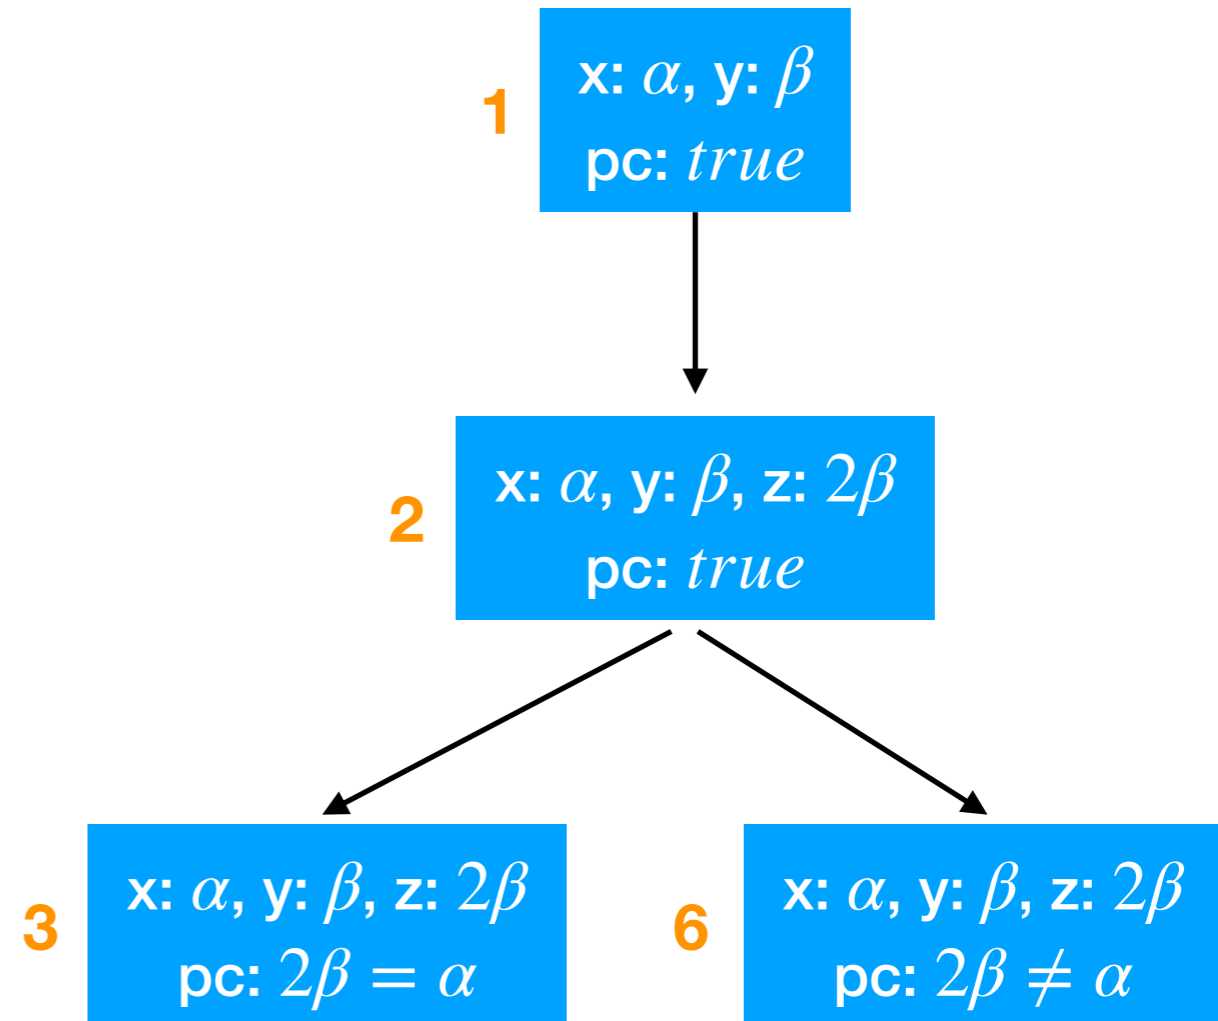 1
x: α, y: β
pc: true
2
x: α, y: β, z: 2β
pc: true
3
x: α, y: β, z: 2β
pc: 2β = α
6
x: α, y: β, z: 2β
pc: 2β ≠ α